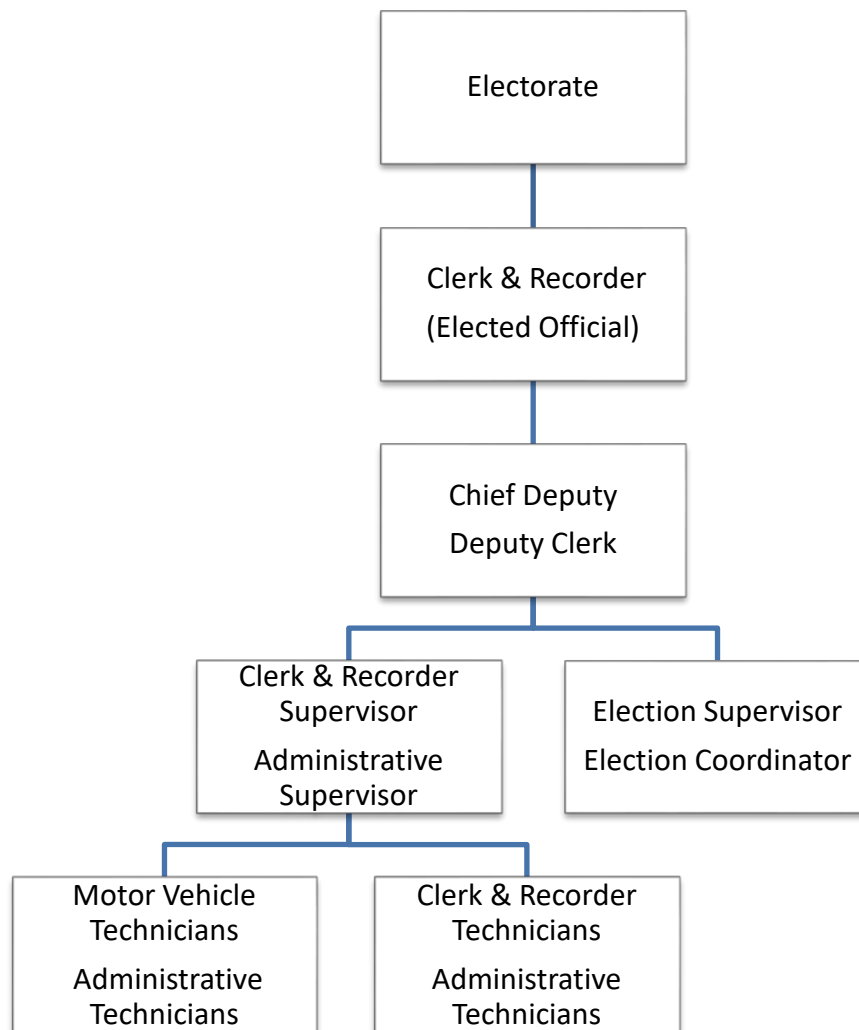 Electorate
Clerk & Recorder
(Elected Official)
Chief Deputy
Deputy Clerk
Clerk & Recorder
Supervisor
Administrative
Supervisor
Election Supervisor
Election Coordinator
Motor Vehicle
Technicians
Administrative
Technicians
Clerk & Recorder
Technicians
Administrative
Technicians